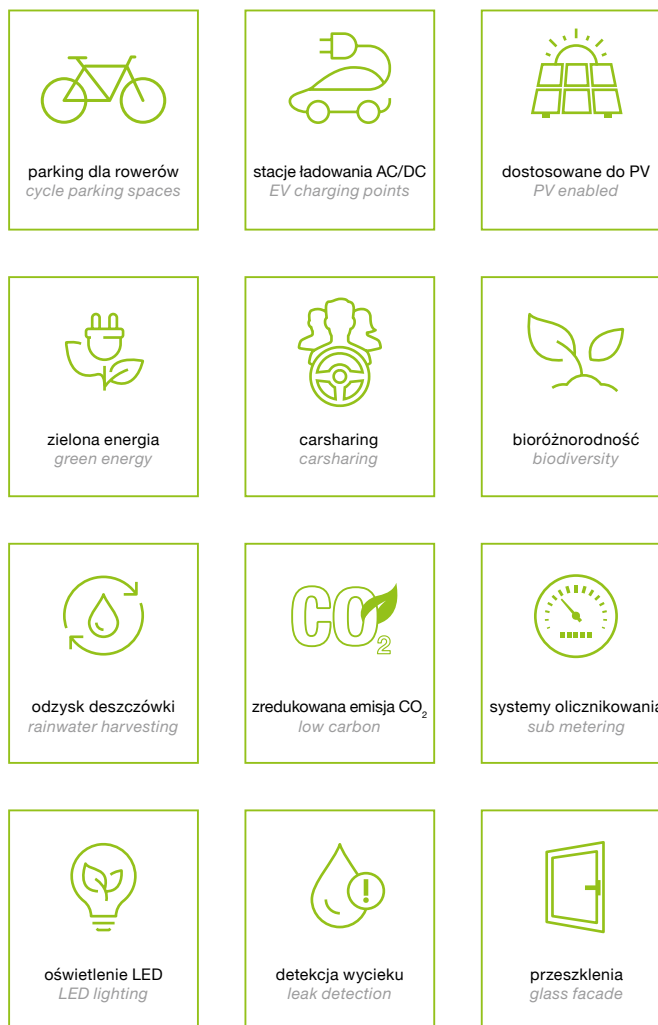 parking dla rowerów
cycle parking spaces
stacje ładowania AC/DC
EV charging points
dostosowane do PV
PV enabled
zielona energia
green energy
carsharing
carsharing
bioróżnorodność
biodiversity
CO₂
odzysk deszczówki
rainwater harvesting
zredukowana emisja CO₂
low carbon
systemy olicznikowania
sub metering
oświetlenie LED
LED lighting
detekcja wycieku
leak detection
przeszklenia
glass facade